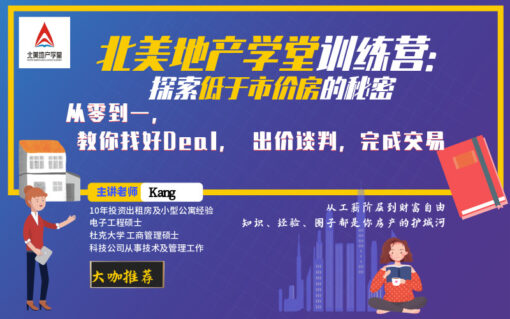 北美地产学堂
北美地产学堂训练营:
探索低于市价房的秘密
从零到一,
教你找好Deal, 出价谈判, 完成交易
主讲老师 Kang
10年投资出租房及小型公寓经验
电子工程硕士
杜克大学 工商管理硕士
科技公司从事技术及管理工作
大咖推荐
从工薪阶层到财富自由
知识、经验、圈子都是你房产的护城河